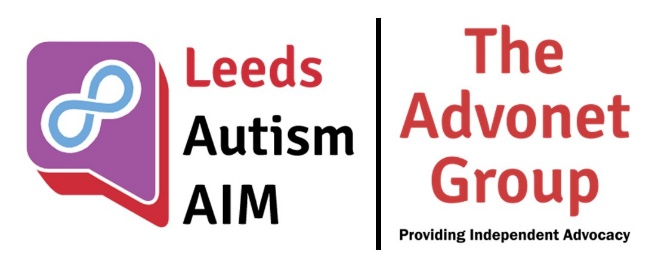 Leeds
Autism
AIM
The
Advonet
Group
Providing Independent Advocacy